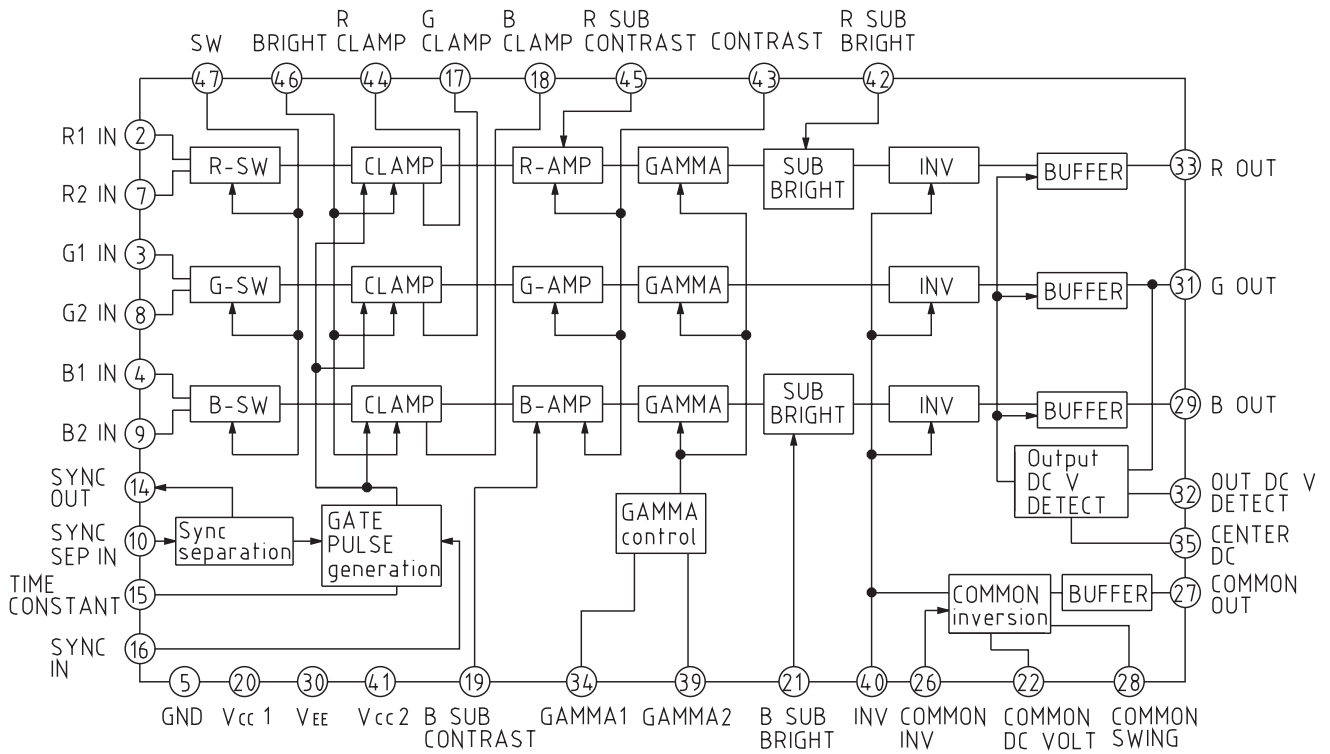 SW
BRIGHT
R
CLAMP
G
CLAMP
B
CLAMP
R SUB
CONTRAST
CONTRAST
R SUB
BRIGHT
47
46
44
17
18
45
43
42
R1 IN
2
R2 IN
7
R-SW
CLAMP
R-AMP
GAMMA
SUB
BRIGHT
INV
BUFFER
33
R OUT
G1 IN
3
G2 IN
8
G-SW
CLAMP
G-AMP
GAMMA
INV
BUFFER
31
G OUT
B1 IN
4
B2 IN
9
B-SW
CLAMP
B-AMP
GAMMA
SUB
BRIGHT
INV
BUFFER
29
B OUT
SYNC
OUT
14
Output
DC V
DETECT
32
OUT DC V
DETECT
SYNC
SEP IN
10
Sync
separation
GATE
PULSE
generation
GAMMA
control
35
CENTER
DC
TIME
CONSTANT
15
COMMON
inversion
BUFFER
27
COMMON
OUT
SYNC
IN
16
5
20
30
41
19
34
39
21
40
26
22
28
GND
Vcc 1
VEE
Vcc 2
B SUB
CONTRAST
GAMMA1
GAMMA2
B SUB
BRIGHT
INV
COMMON
INV
COMMON
DC VOLT
COMMON
SWING